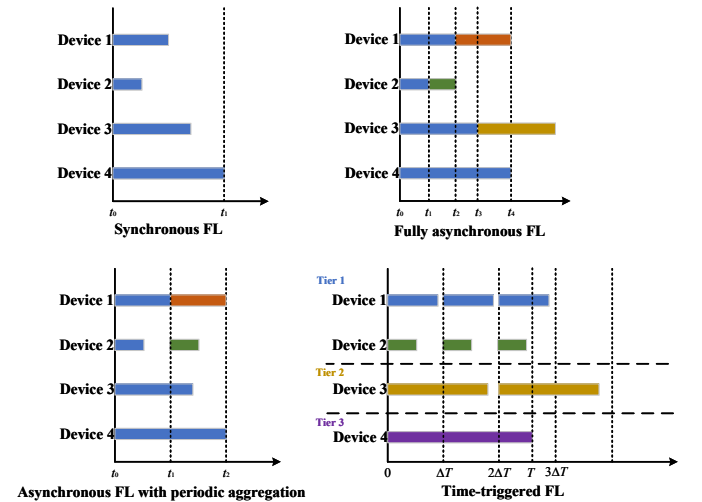 Device 1
Device 2
Device 3
Device 4
t0 t1
Synchronous FL
Device 1
Device 2
Device 3
Device 4
t0 t1 t2 t3 t4
Fully asynchronous FL
Device 1
Device 2
Device 3
Device 4
t0 t1 t2
Asynchronous FL with periodic aggregation
Tier 1
Device 1
Device 2
Tier 2
Device 3
Tier 3
Device 4
0 ΔT 2ΔT T 3ΔT
Time-triggered FL